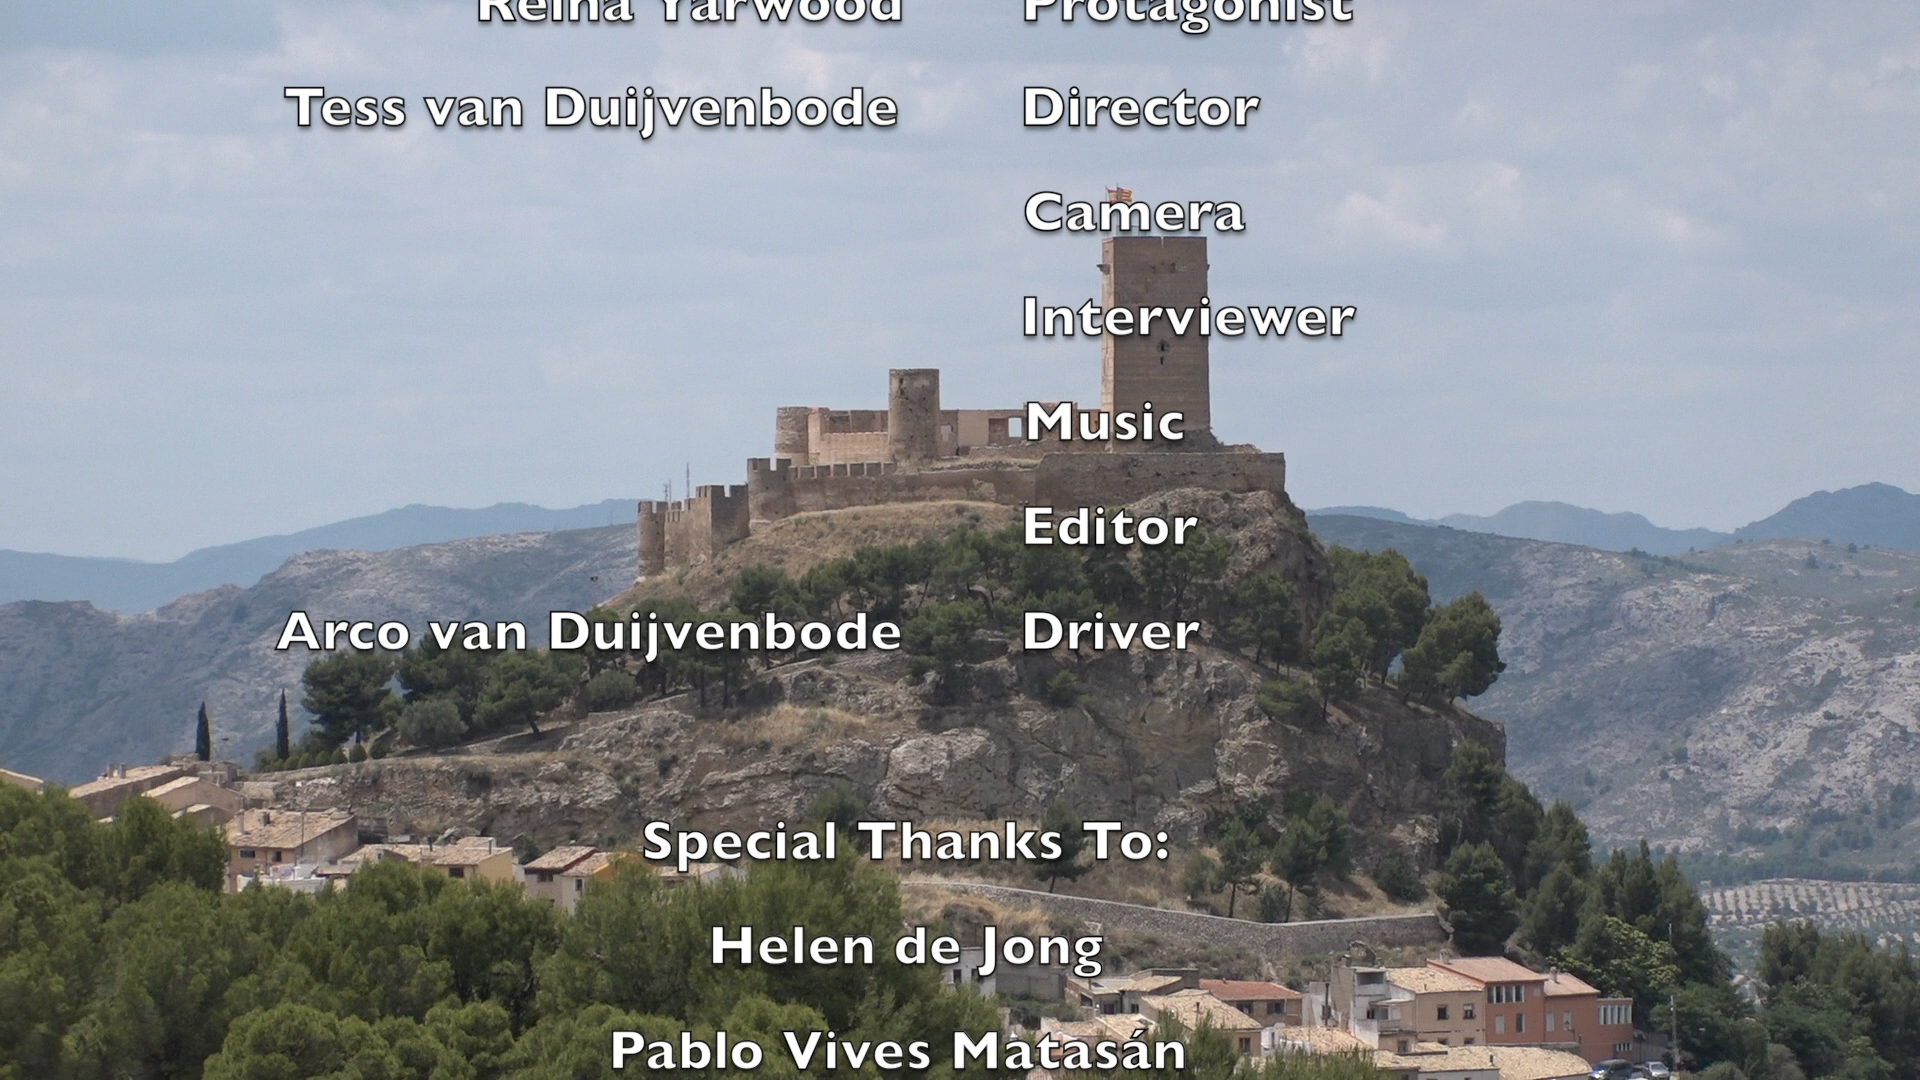 Reina Yarwood Protagonist
Tess van Duijvenbode Director
Camera
Interviewer
Music
Editor
Arco van Duijvenbode Driver
Special Thanks To:
Helen de Jong
Pablo Vives Matasán